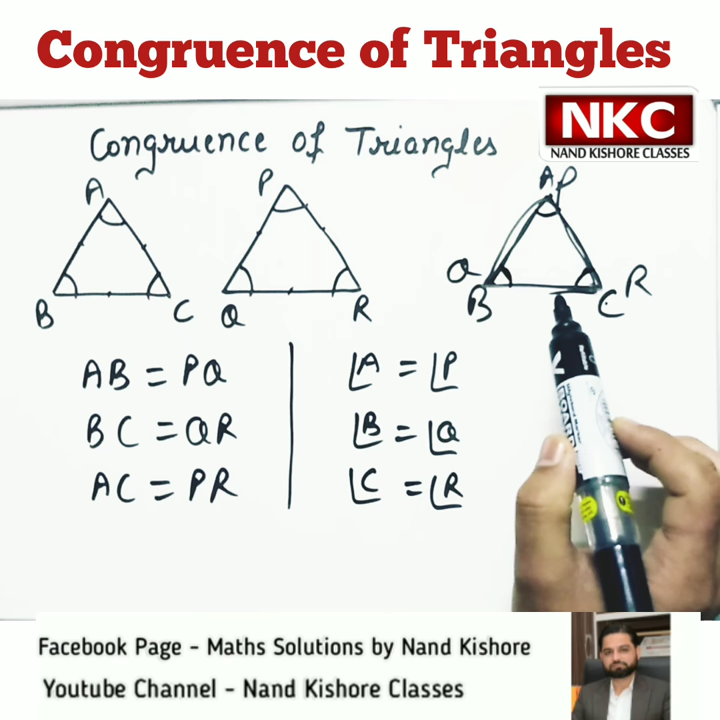 Congruence of Triangles
NKC
NAND KISHORE CLASSES
Congruence of Triangles
A
P
A P
Q
B
C
Q
R
B
C R
AB = PQ
∠A = ∠P
BC = QR
∠B = ∠Q
AC = PR
∠C = ∠R
Facebook Page - Maths Solutions by Nand Kishore
Youtube Channel - Nand Kishore Classes